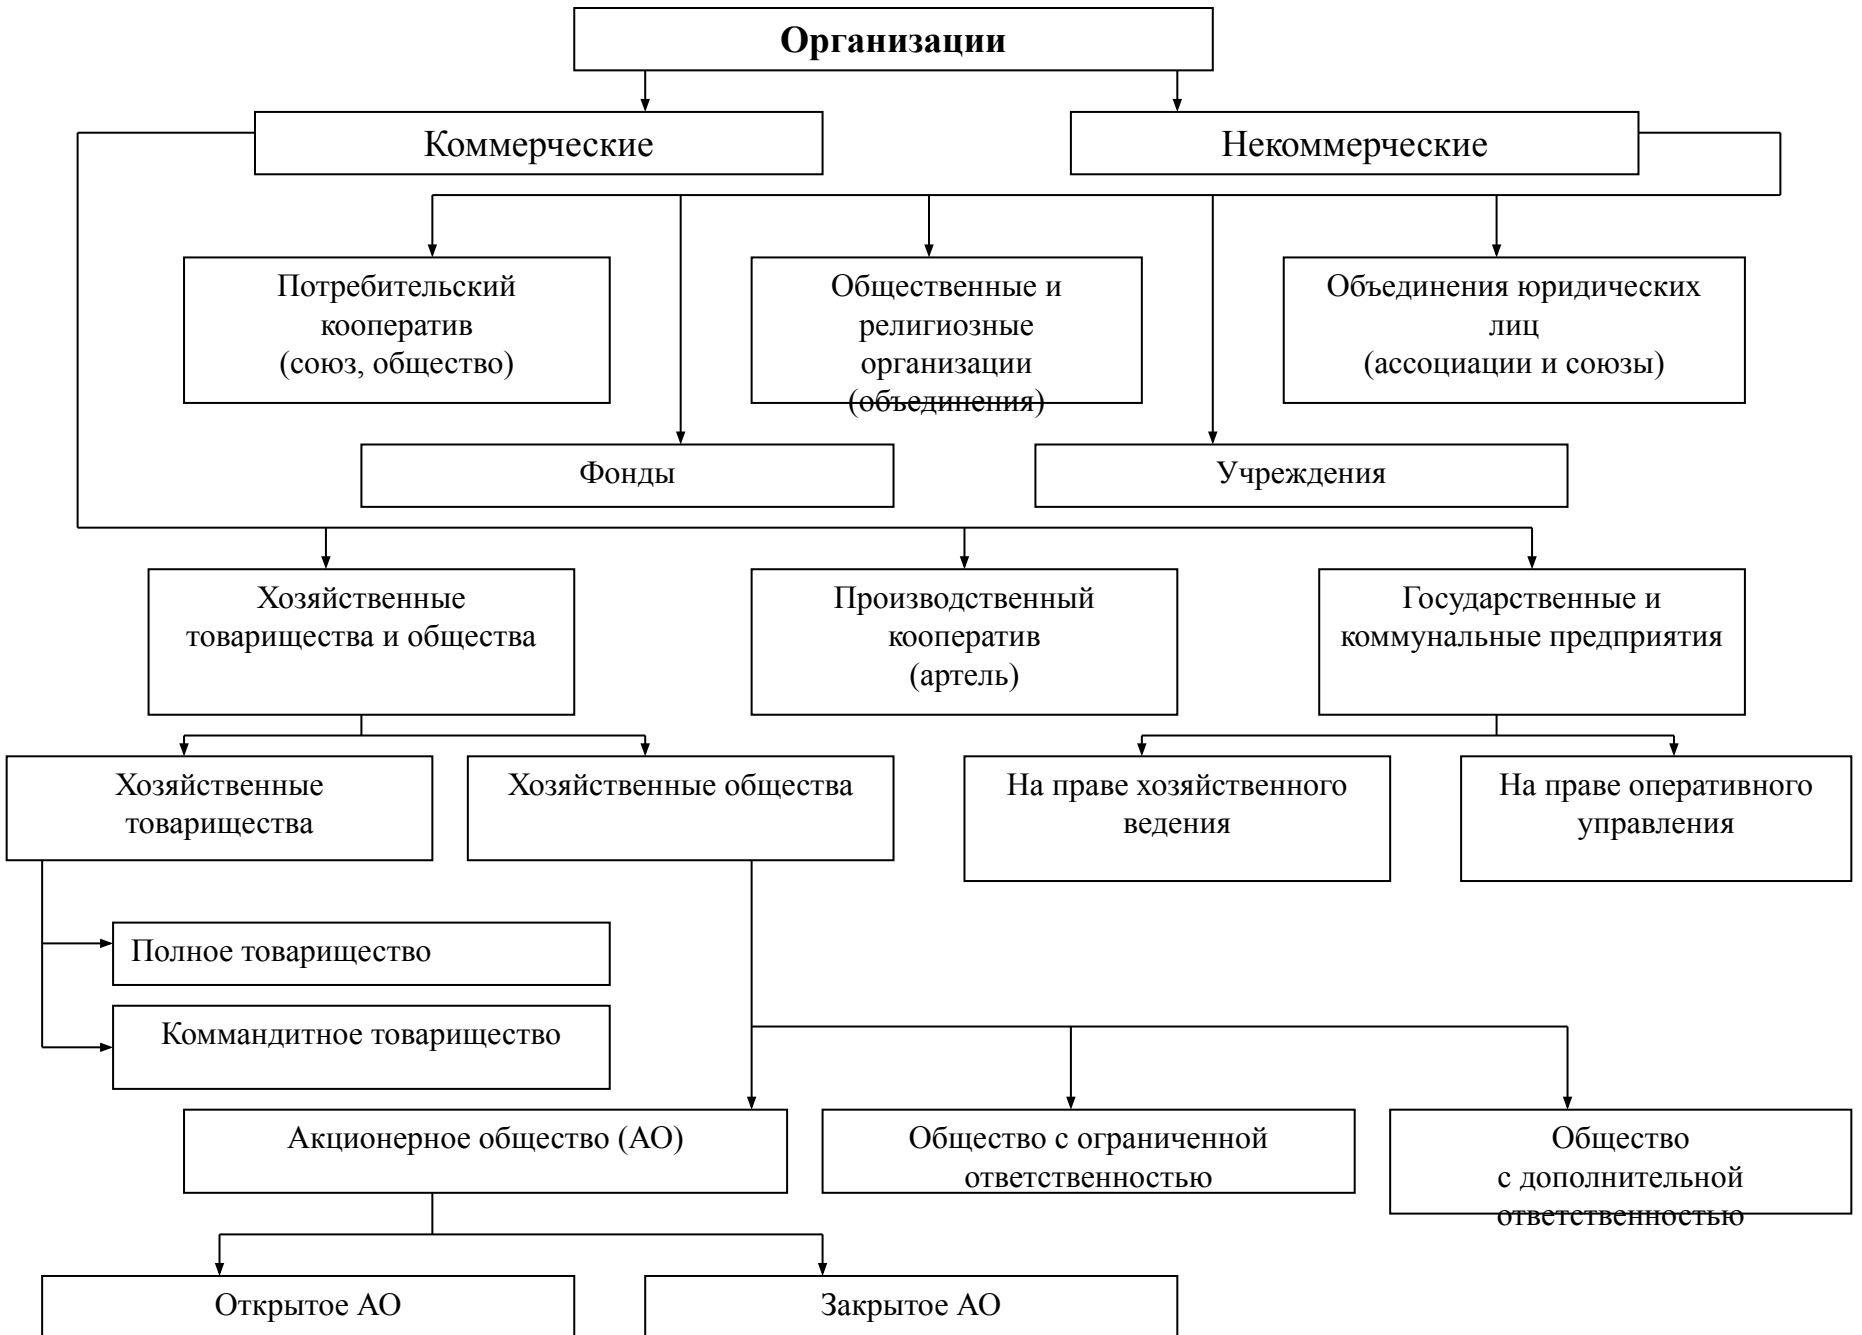 Организации
Коммерческие
Некоммерческие
Потребительский
кооператив
(союз, общество)
Общественные и
религиозные
организации
(объединения)
Объединения юридических
лиц
(ассоциации и союзы)
Фонды
Учреждения
Хозяйственные
товарищества и общества
Производственный
кооператив
(артель)
Государственные и
коммунальные предприятия
Хозяйственные
товарищества
Хозяйственные общества
На праве хозяйственного
ведения
На праве оперативного
управления
Полное товарищество
Коммандитное товарищество
Акционерное общество (АО)
Общество с ограниченной
ответственностью
Общество
с дополнительной
ответственностью
Открытое АО
Закрытое АО